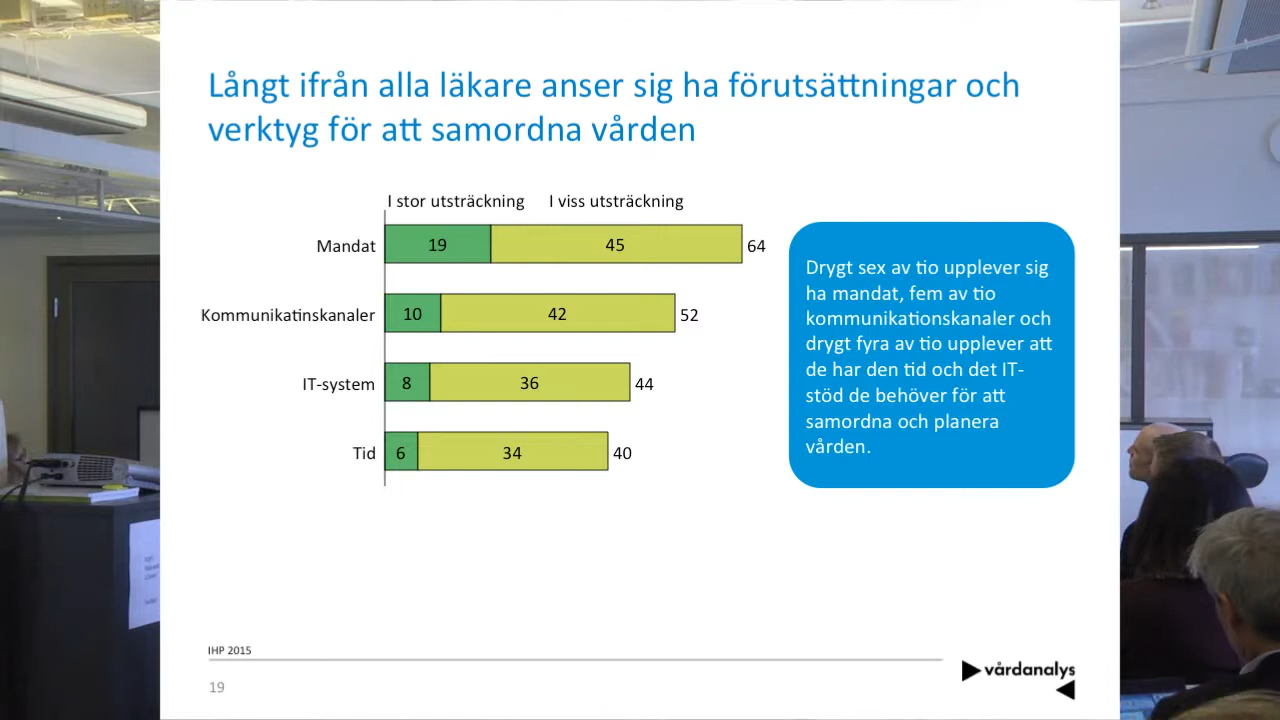 Långt ifrån alla läkare anser sig ha förutsättningar och
verktyg för att samordna vården
I stor utsträckning I viss utsträckning
Mandat 19 45 64
Kommunikatinskanaler 10 42 52
IT-system 8 36 44
Tid 6 34 40
Drygt sex av tio upplever sig
ha mandat, fem av tio
kommunikationskanaler och
drygt fyra av tio upplever att
de har den tid och det IT-
stöd de behöver för att
samordna och planera
vården.
IHP 2015
19
vårdanalys